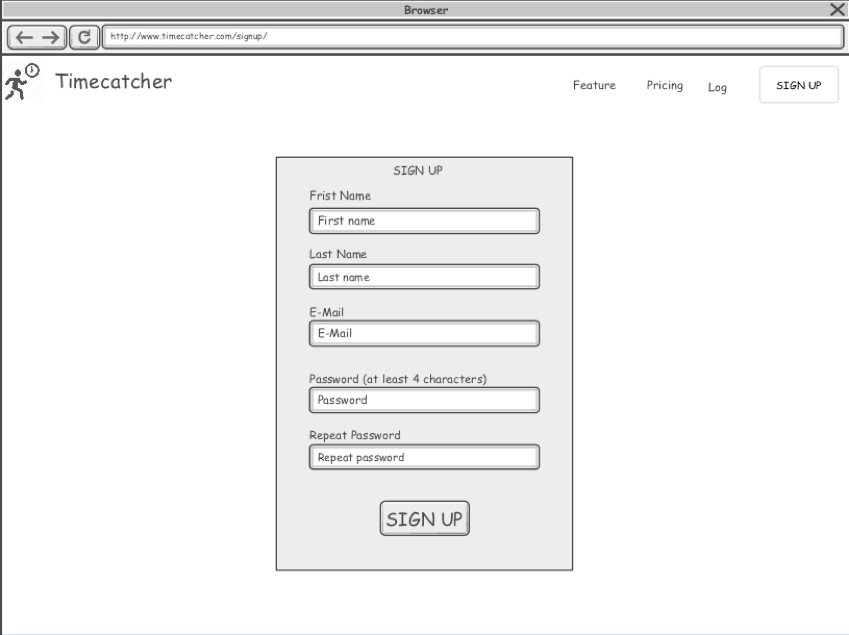 Browser
http://www.timecatcher.com/signup/
Timecatcher
Feature
Pricing
Log
SIGN UP
SIGN UP
Frist Name
First name
Last Name
Last name
E-Mail
E-Mail
Password (at least 4 characters)
Password
Repeat Password
Repeat password
SIGN UP